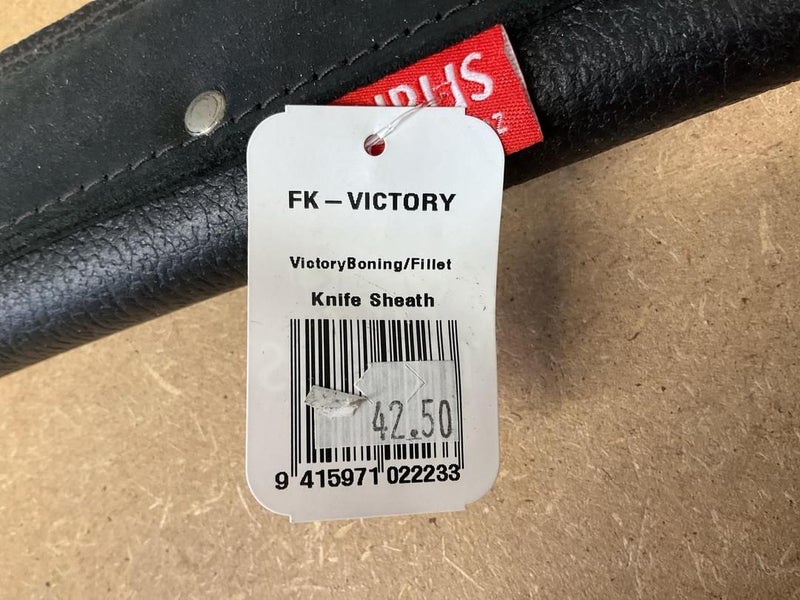 FK – VICTORY
VictoryBoning/Fillet
Knife Sheath
42.50
9 415971 022233